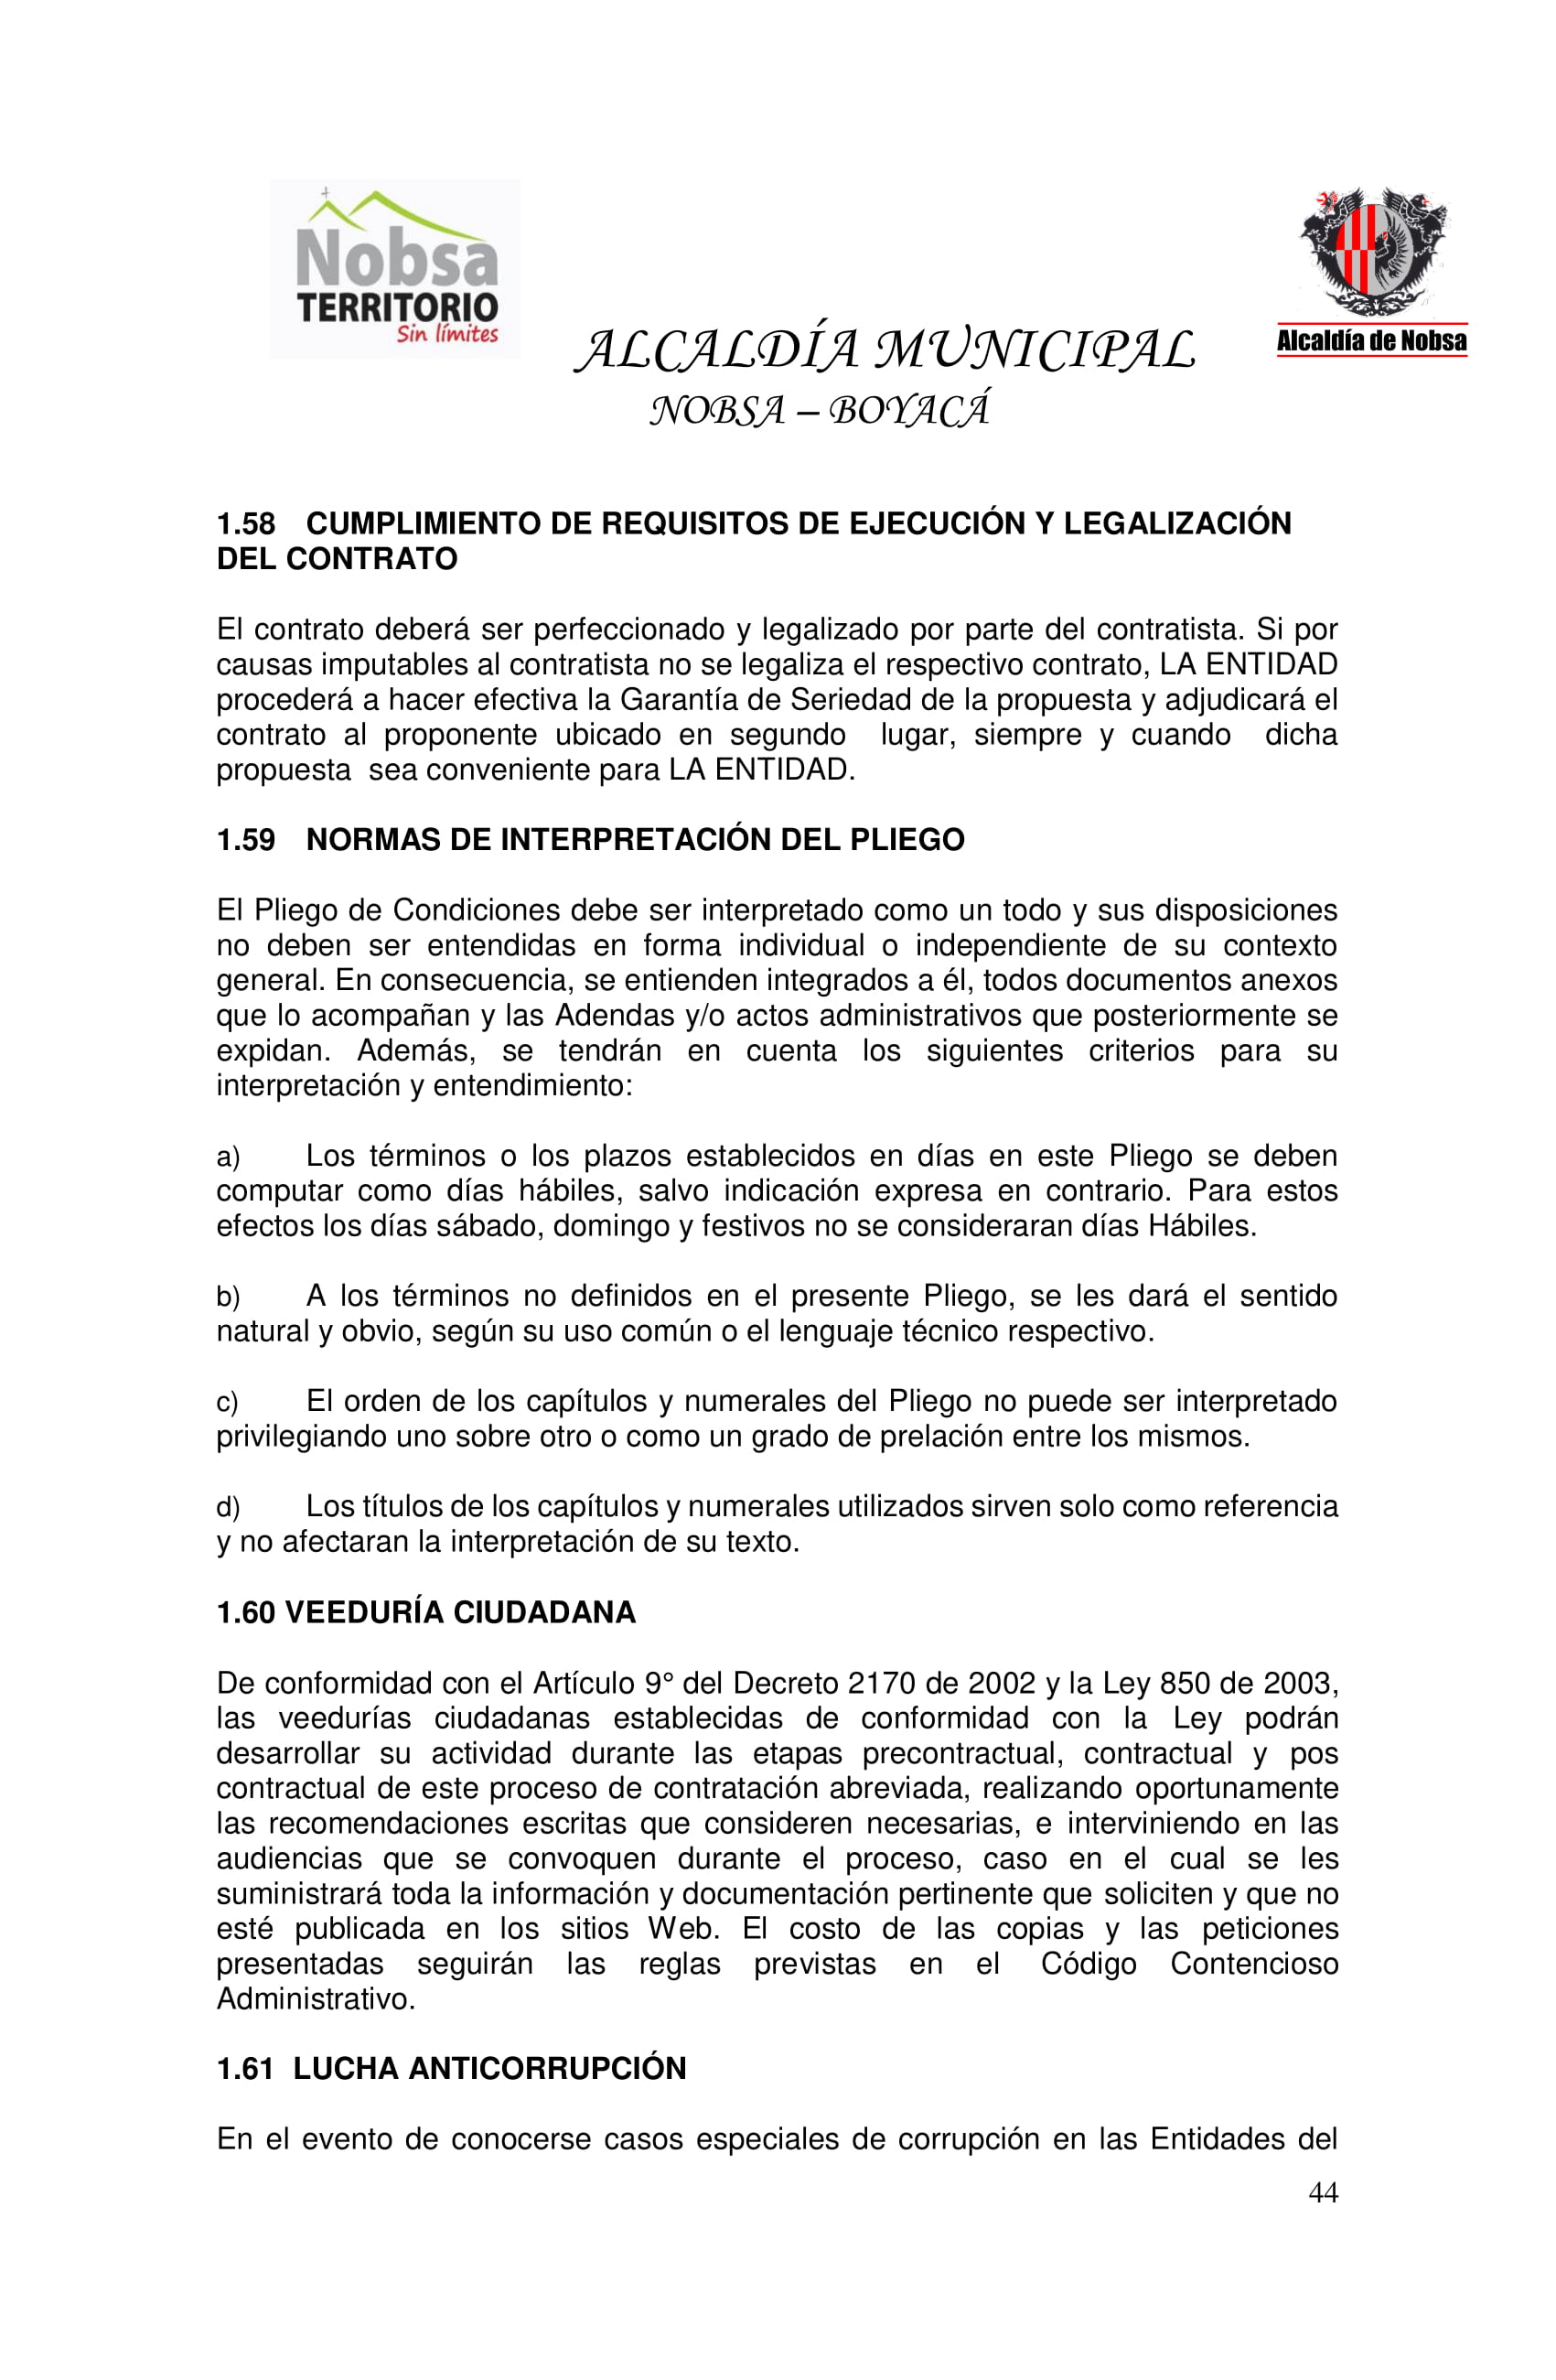 Nobsa
TERRITORIO
Sin límites
ALCALDÍA MUNICIPAL
NOBSA – BOYACÁ
Alcaldía de Nobsa
1.58 CUMPLIMIENTO DE REQUISITOS DE EJECUCIÓN Y LEGALIZACIÓN
DEL CONTRATO
El contrato deberá ser perfeccionado y legalizado por parte del contratista. Si por
causas imputables al contratista no se legaliza el respectivo contrato, LA ENTIDAD
procederá a hacer efectiva la Garantía de Seriedad de la propuesta y adjudicará el
contrato al proponente ubicado en segundo lugar, siempre y cuando dicha
propuesta sea conveniente para LA ENTIDAD.
1.59 NORMAS DE INTERPRETACIÓN DEL PLIEGO
El Pliego de Condiciones debe ser interpretado como un todo y sus disposiciones
no deben ser entendidas en forma individual o independiente de su contexto
general. En consecuencia, se entienden integrados a él, todos documentos anexos
que lo acompañan y las Adendas y/o actos administrativos que posteriormente se
expidan. Además, se tendrán en cuenta los siguientes criterios para su
interpretación y entendimiento:
a) Los términos o los plazos establecidos en días en este Pliego se deben
computar como días hábiles, salvo indicación expresa en contrario. Para estos
efectos los días sábado, domingo y festivos no se consideraran días Hábiles.
b) A los términos no definidos en el presente Pliego, se les dará el sentido
natural y obvio, según su uso común o el lenguaje técnico respectivo.
c) El orden de los capítulos y numerales del Pliego no puede ser interpretado
privilegiando uno sobre otro o como un grado de prelación entre los mismos.
d) Los títulos de los capítulos y numerales utilizados sirven solo como referencia
y no afectaran la interpretación de su texto.
1.60 VEEDURÍA CIUDADANA
De conformidad con el Artículo 9° del Decreto 2170 de 2002 y la Ley 850 de 2003,
las veedurías ciudadanas establecidas de conformidad con la Ley podrán
desarrollar su actividad durante las etapas precontractual, contractual y pos
contractual de este proceso de contratación abreviada, realizando oportunamente
las recomendaciones escritas que consideren necesarias, e interviniendo en las
audiencias que se convoquen durante el proceso, caso en el cual se les
suministrará toda la información y documentación pertinente que soliciten y que no
esté publicada en los sitios Web. El costo de las copias y las peticiones
presentadas seguirán las reglas previstas en el Código Contencioso
Administrativo.
1.61 LUCHA ANTICORRUPCIÓN
En el evento de conocerse casos especiales de corrupción en las Entidades del
44